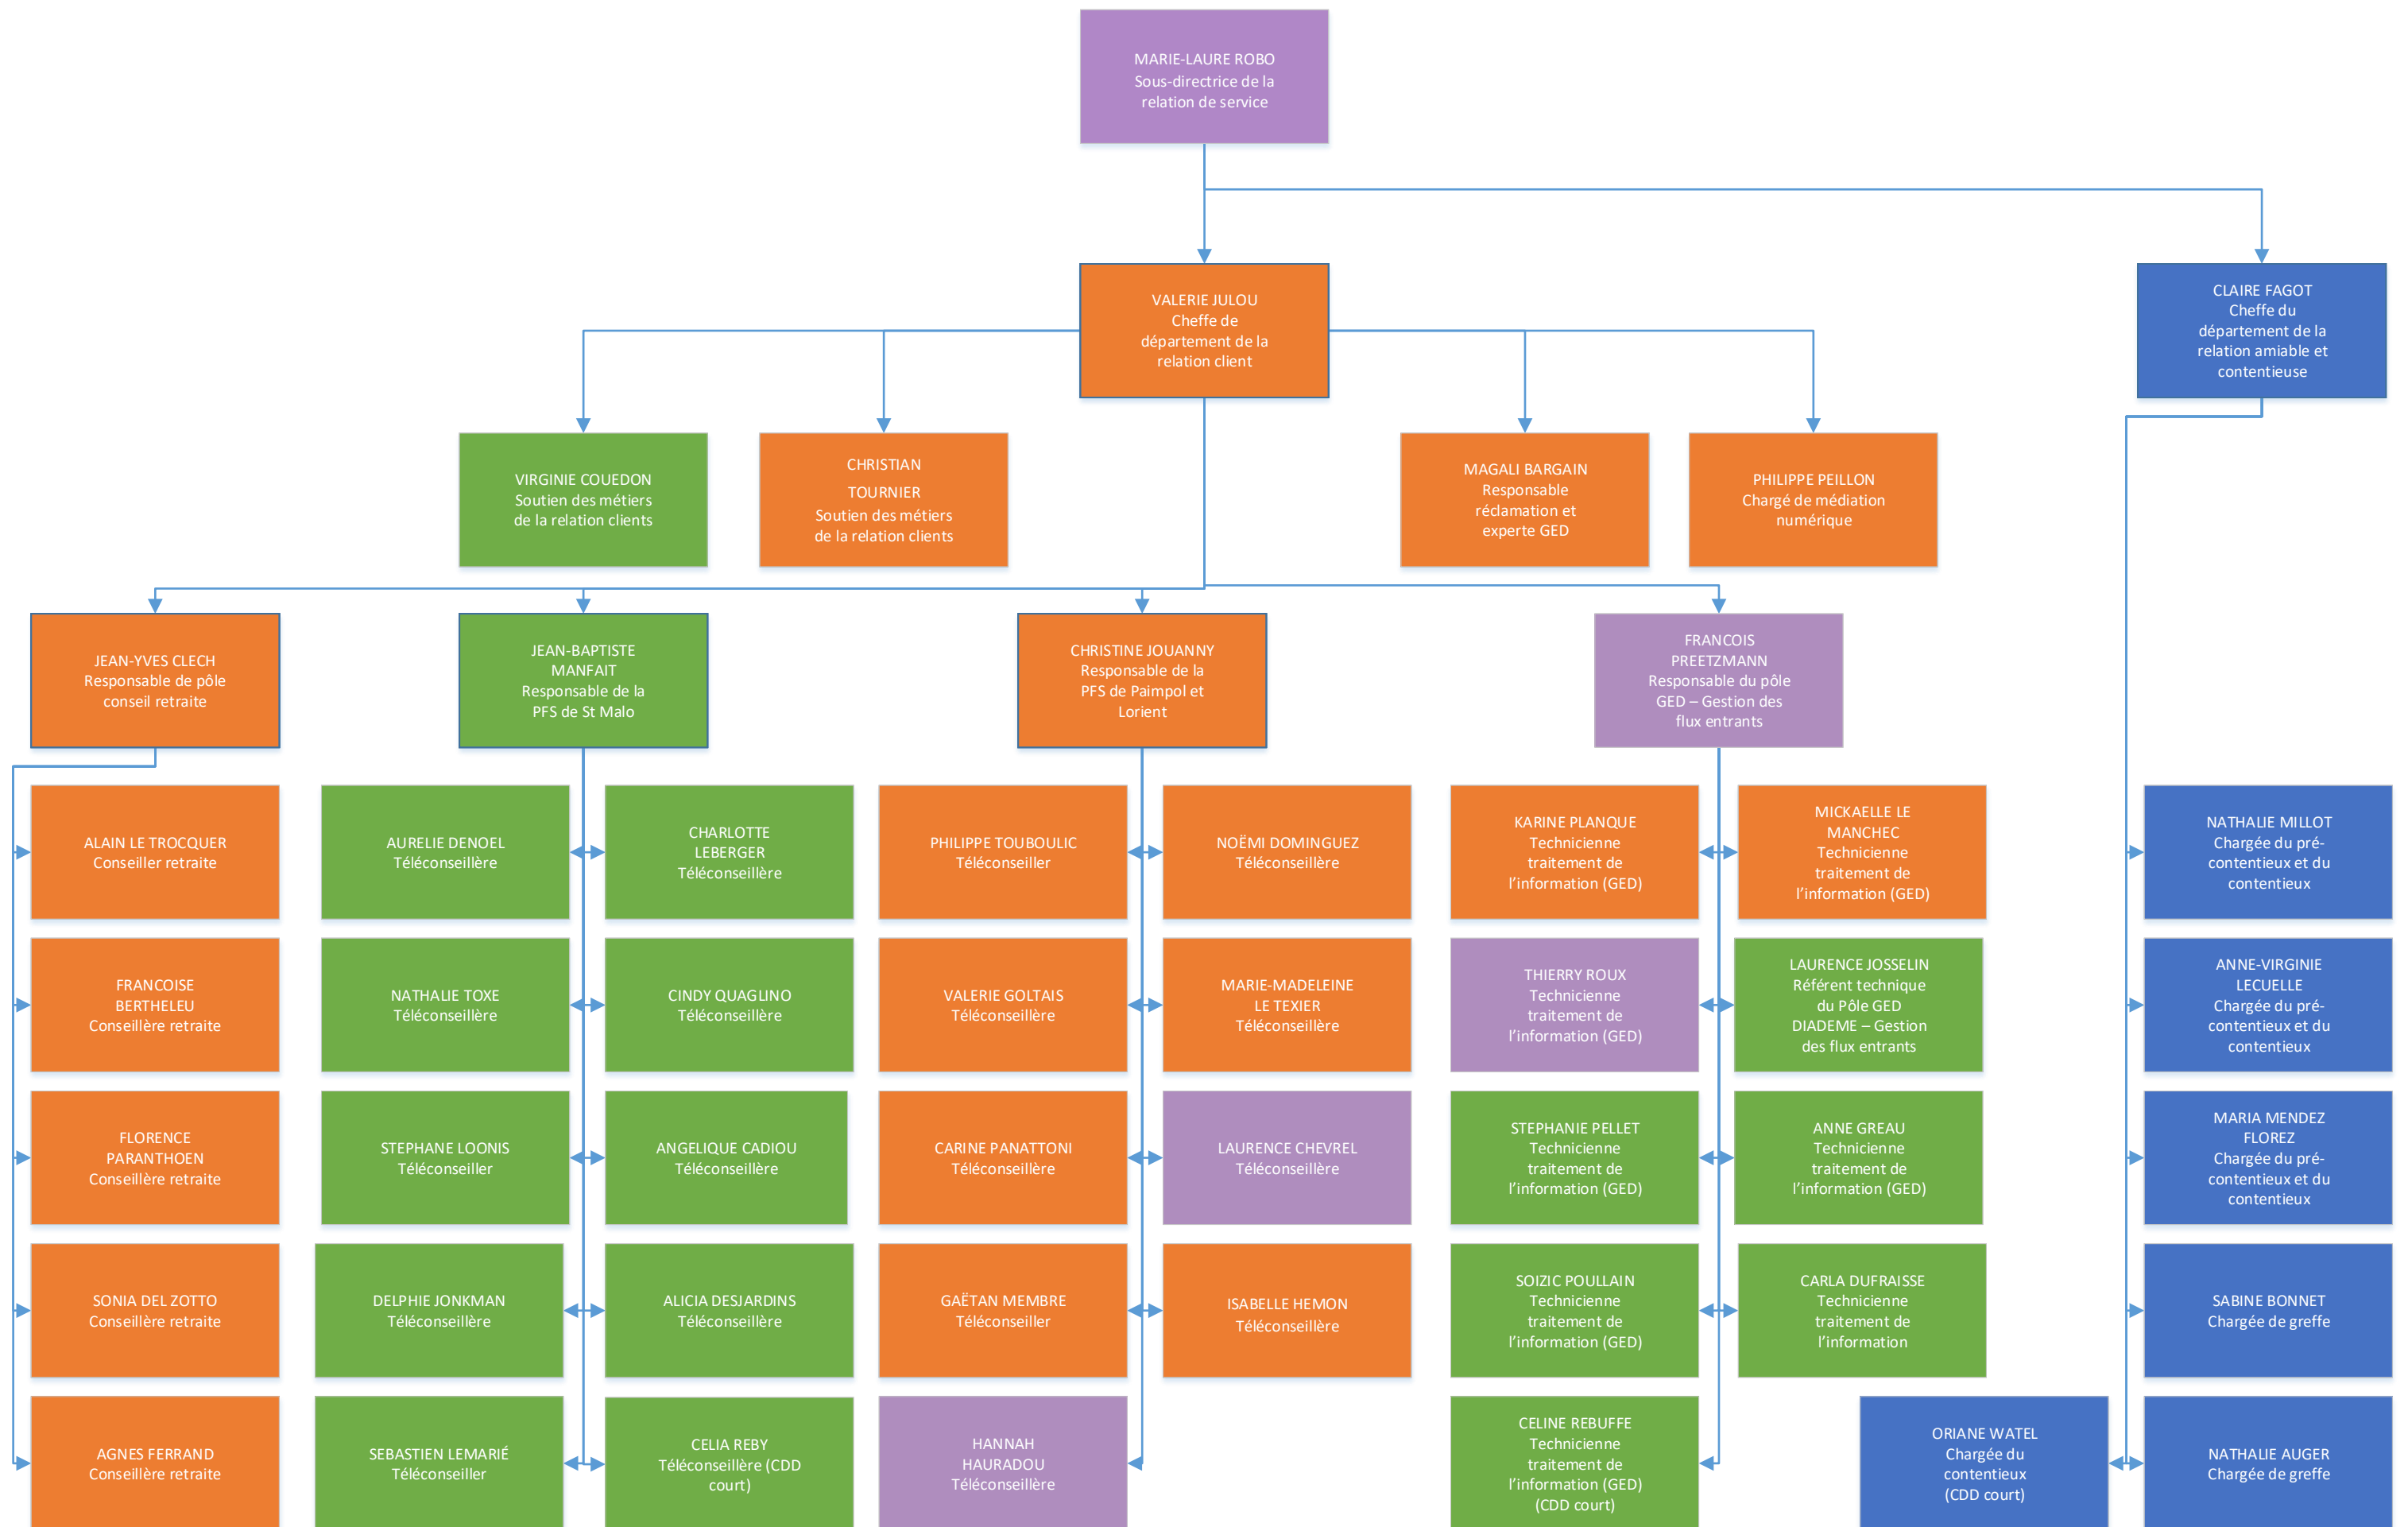 MARIE-LAURE ROBO
Sous-directrice de la
relation de service
VALERIE JULOU
Cheffe de
département de la
relation client
CLAIRE FAGOT
Cheffe du
département de la
relation amiable et
contentieuse
VIRGINIE COUEDON
Soutien des métiers
de la relation clients
CHRISTIAN
TOURNIER
Soutien des métiers
de la relation clients
MAGALI BARGAIN
Responsable
réclamation et
experte GED
PHILIPPE PEILLON
Chargé de médiation
numérique
JEAN-YVES CLECH
Responsable de pôle
conseil retraite
JEAN-BAPTISTE
MANFAIT
Responsable de la
PFS de St Malo
CHRISTINE JOUANNY
Responsable de la
PFS de Paimpol et
Lorient
FRANCOIS
PREETZMANN
Responsable du pôle
GED – Gestion des
flux entrants
ALAIN LE TROCQUER
Conseiller retraite
AURELIE DENOEL
Téléconseillère
CHARLOTTE
LEBERGER
Téléconseillère
PHILIPPE TOUBOULIC
Téléconseiller
NOËMI DOMINGUEZ
Téléconseillère
KARINE PLANQUE
Technicienne
traitement de
l’information (GED)
MICKAELLE LE
MANCHEC
Technicienne
traitement de
l’information (GED)
NATHALIE MILLOT
Chargée du pré-
contentieux et du
contentieux
FRANCOISE
BERTHELEU
Conseillère retraite
NATHALIE TOXE
Téléconseillère
CINDY QUAGLINO
Téléconseillère
VALERIE GOLTAIS
Téléconseillère
MARIE-MADELEINE
LE TEXIER
Téléconseillère
THIERRY ROUX
Technicienne
traitement de
l’information (GED)
LAURENCE JOSSELIN
Référent technique
du Pôle GED
DIADEME – Gestion
des flux entrants
ANNE-VIRGINIE
LECUELLE
Chargée du pré-
contentieux et du
contentieux
FLORENCE
PARANTHOEN
Conseillère retraite
STEPHANE LOONIS
Téléconseiller
ANGELIQUE CADIOU
Téléconseillère
CARINE PANATTONI
Téléconseillère
LAURENCE CHEVREL
Téléconseillère
STEPHANIE PELLET
Technicienne
traitement de
l’information (GED)
ANNE GREAU
Technicienne
traitement de
l’information (GED)
MARIA MENDEZ
FLOREZ
Chargée du pré-
contentieux et du
contentieux
SONIA DEL ZOTTO
Conseillère retraite
DELPHIE JONKMAN
Téléconseillère
ALICIA DESJARDINS
Téléconseillère
GAËTAN MEMBRE
Téléconseiller
ISABELLE HEMON
Téléconseillère
SOIZIC POULLAIN
Technicienne
traitement de
l’information (GED)
CARLA DUFRAISSE
Technicienne
traitement de
l’information
SABINE BONNET
Chargée de greffe
AGNES FERRAND
Conseillère retraite
SEBASTIEN LEMARIÉ
Téléconseiller
CELIA REBY
Téléconseillère (CDD
court)
HANNAH
HAURADOU
Téléconseillère
CELINE REBUFFE
Technicienne
traitement de
l’information (GED)
(CDD court)
ORIANE WATEL
Chargée du
contentieux
(CDD court)
NATHALIE AUGER
Chargée de greffe